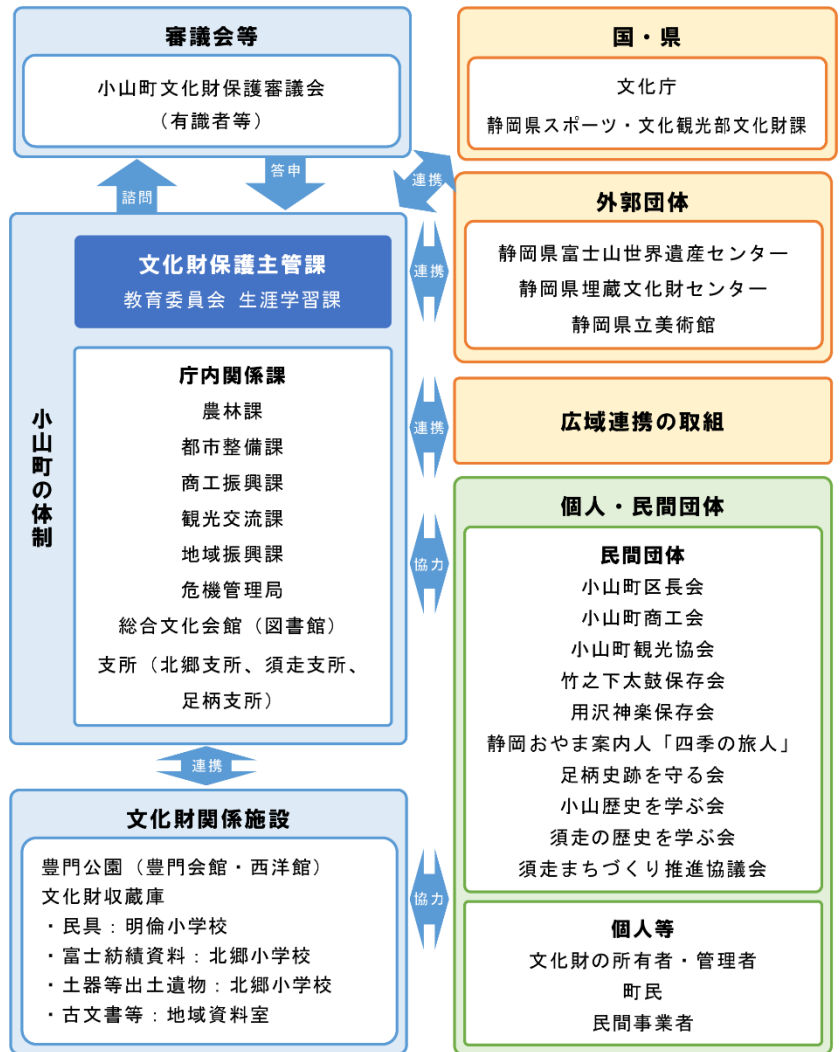 審議会等
小山町文化財保護審議会
（有識者等）
諮問
答申
連携
国・県
文化庁
静岡県スポーツ・文化観光部文化財課
外郭団体
静岡県富士山世界遺産センター
静岡県埋蔵文化財センター
静岡県立美術館
連携
小山町の体制
文化財保護主管課
教育委員会 生涯学習課
庁内関係課
農林課
都市整備課
商工振興課
観光交流課
地域振興課
危機管理局
総合文化会館（図書館）
支所（北郷支所、須走支所、
足柄支所）
連携
広域連携の取組
協力
個人・民間団体
民間団体
小山町区長会
小山町商工会
小山町観光協会
竹之下太鼓保存会
用沢神楽保存会
静岡おやま案内人「四季の旅人」
足柄史跡を守る会
小山歴史を学ぶ会
須走の歴史を学ぶ会
須走まちづくり推進協議会
個人等
文化財の所有者・管理者
町民
民間事業者
連携
文化財関係施設
豊門公園（豊門会館・西洋館）
文化財収蔵庫
・民具：明倫小学校
・富士紡績資料：北郷小学校
・土器等出土遺物：北郷小学校
・古文書等：地域資料室
協力